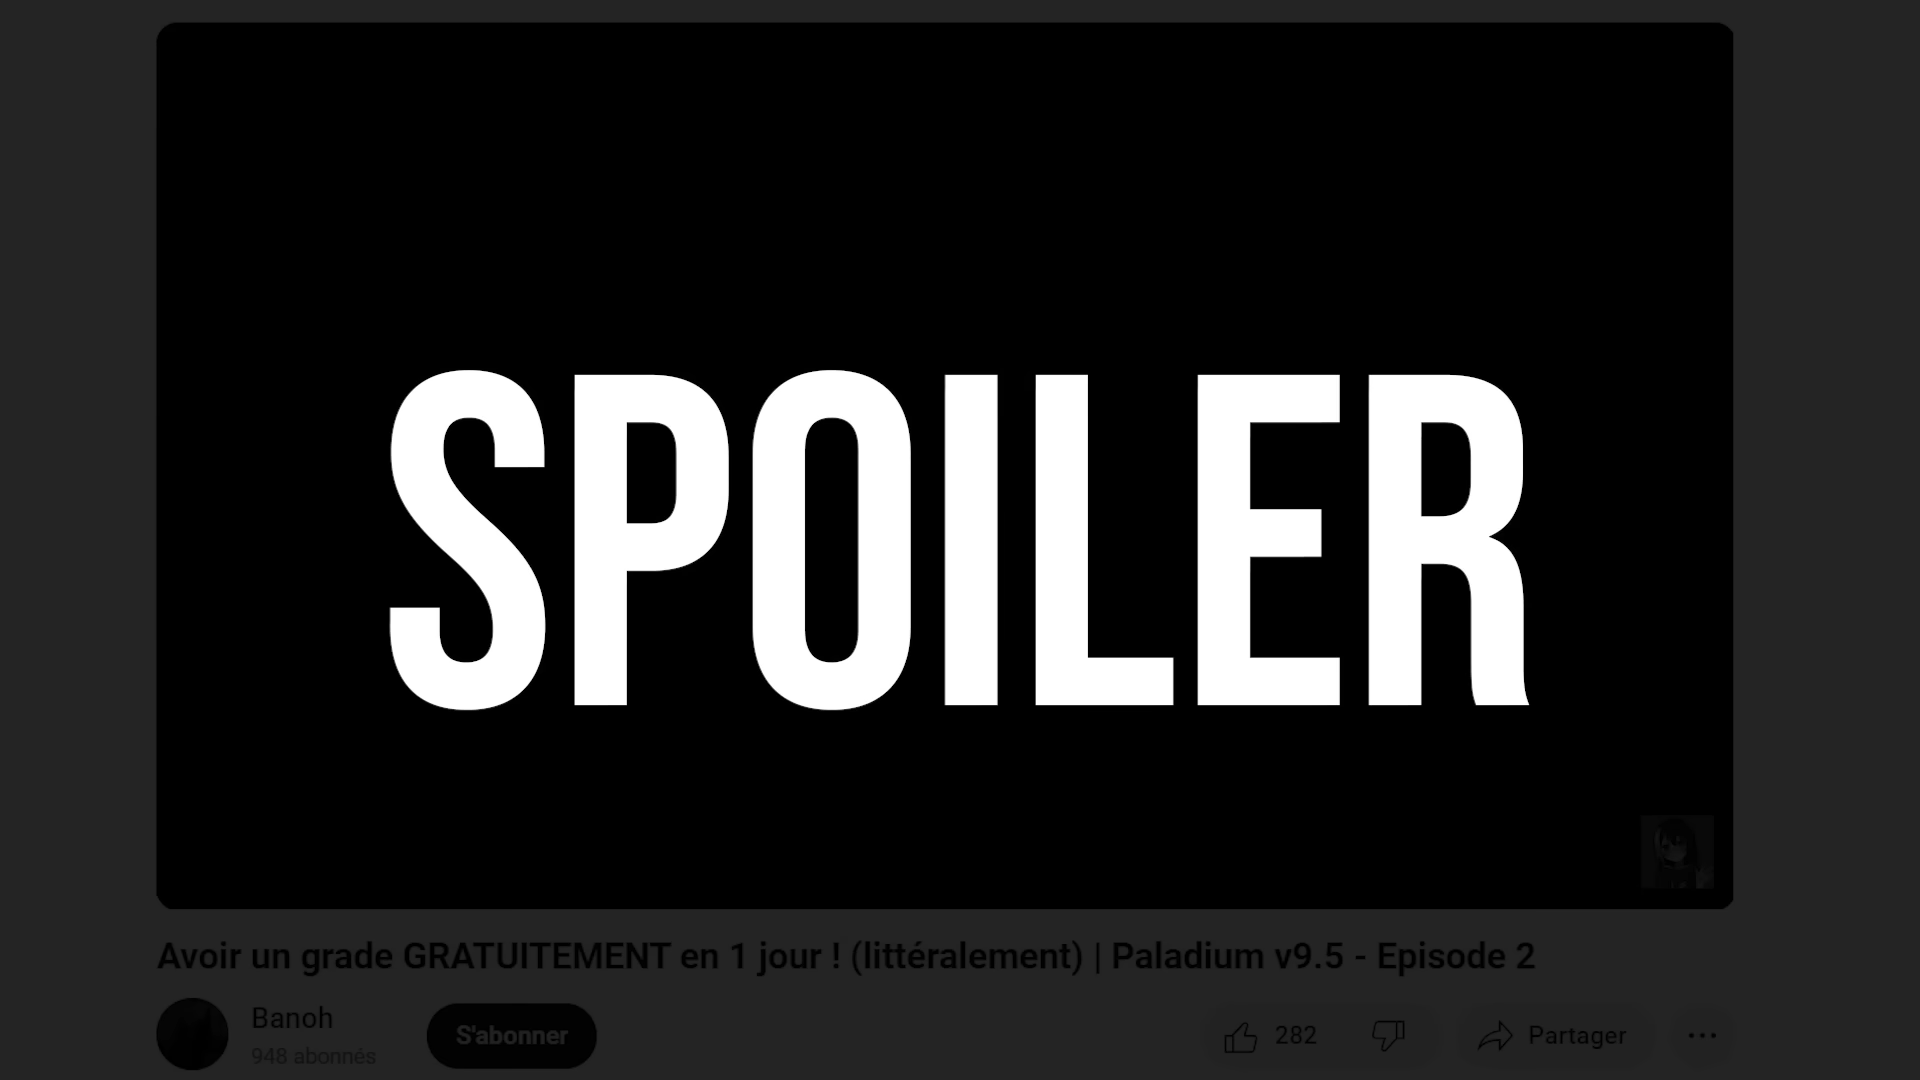 SPOILER
Avoir un grade GRATUITEMENT en 1 jour ! (littéralement) | Paladium v9.5 - Episode 2
Banoh
948 abonnés
S'abonner
282
Partager